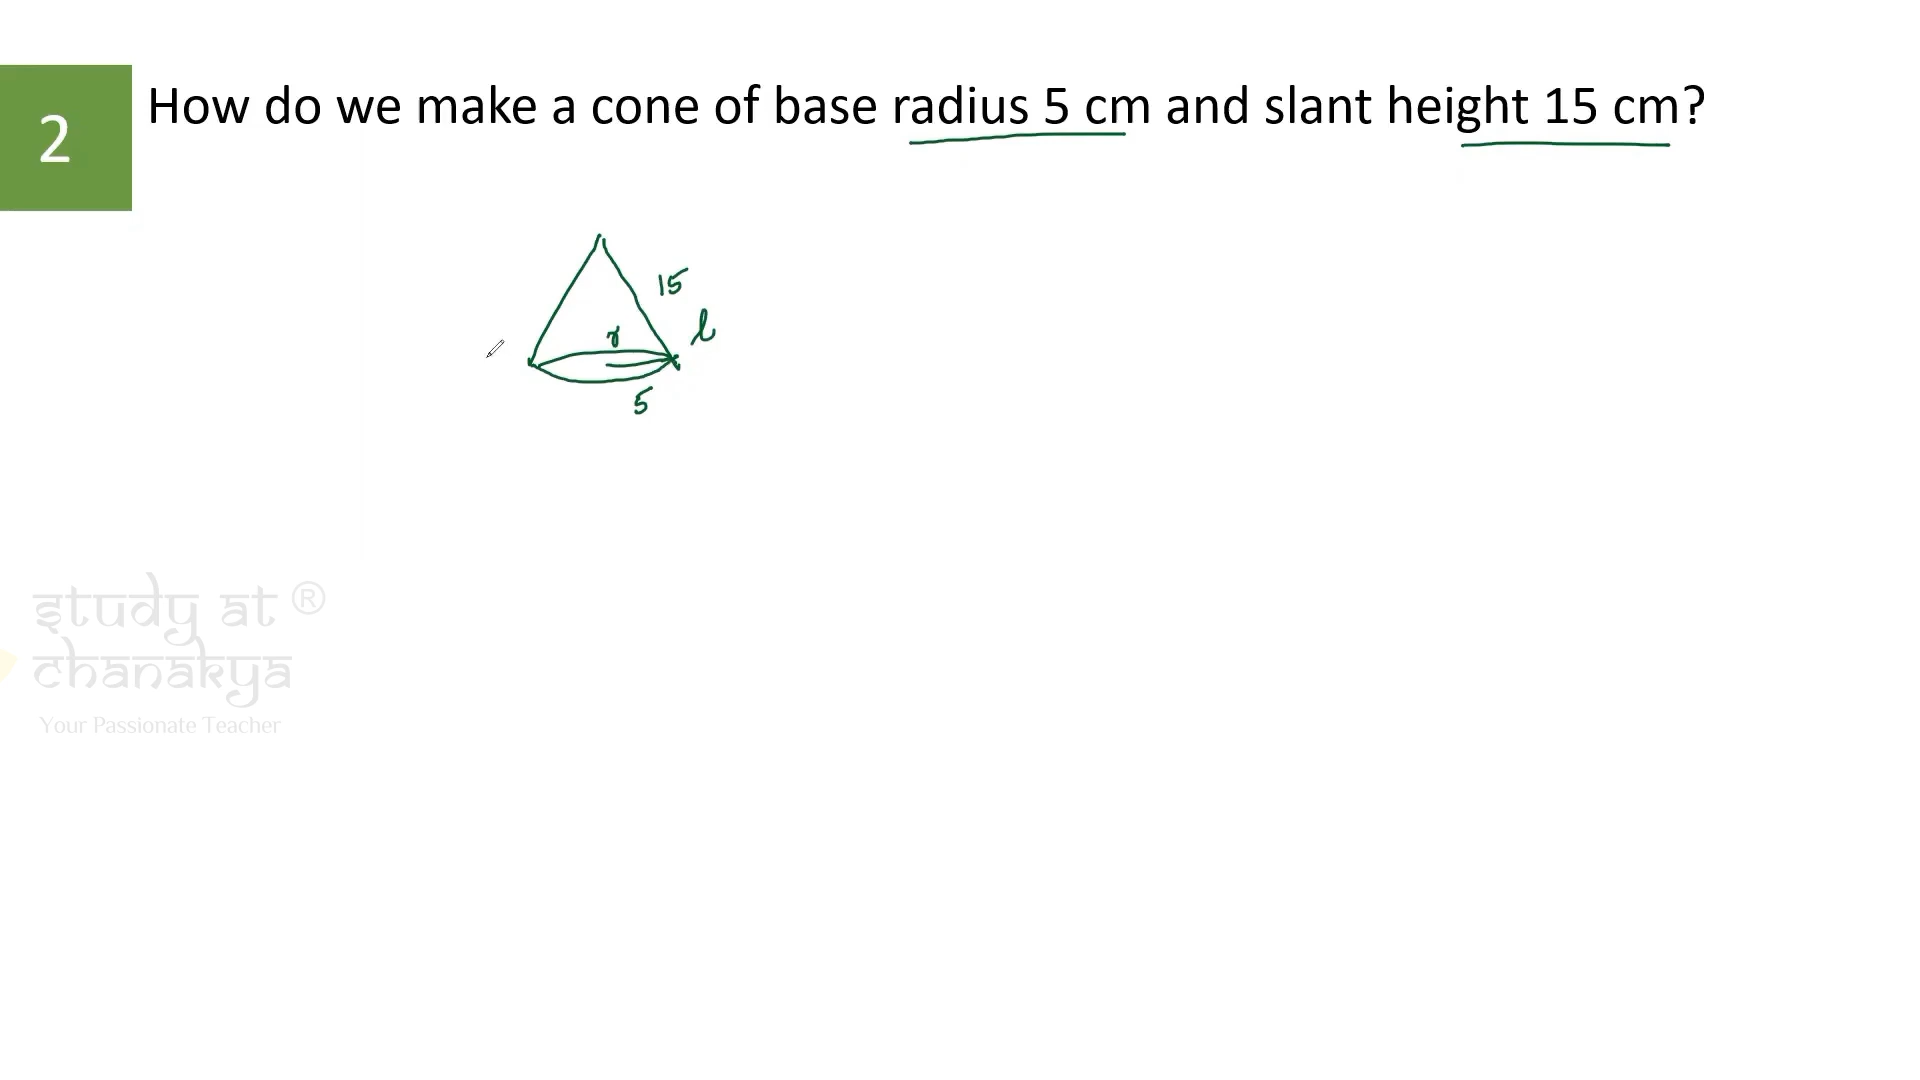 2
How do we make a cone of base radius 5 cm and slant height 15 cm?
15
l
r
5
study at ®
chanakya
Your Passionate Teacher